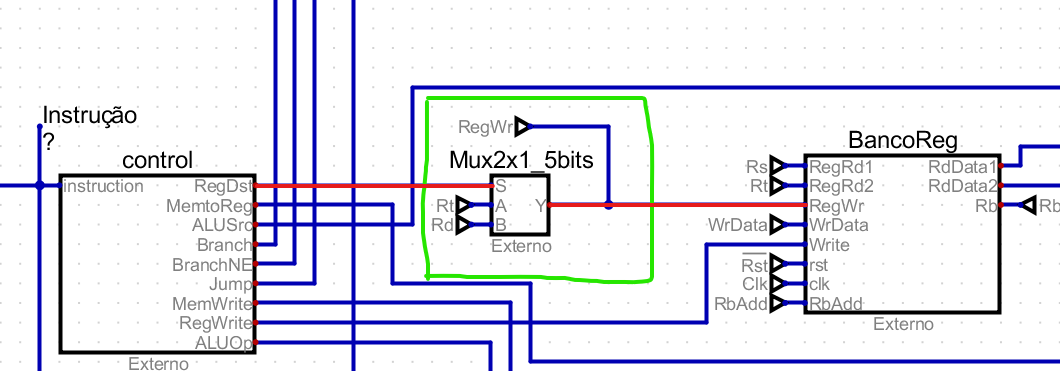 Instrução
?
control
instruction
RegDst
MemtoReg
ALUSrc
Branch
BranchNE
Jump
MemWrite
RegWrite
ALUOp
Externo
RegWr
Mux2x1_5bits
S
Rt
A
Y
Rd
B
Externo
BancoReg
Rs
RegRd1
RdData1
Rt
RegRd2
RdData2
RegWr
Rb
Rb
WrData
WrData
Write
Rst
rst
Clk
clk
RbAdd
RbAdd
Externo